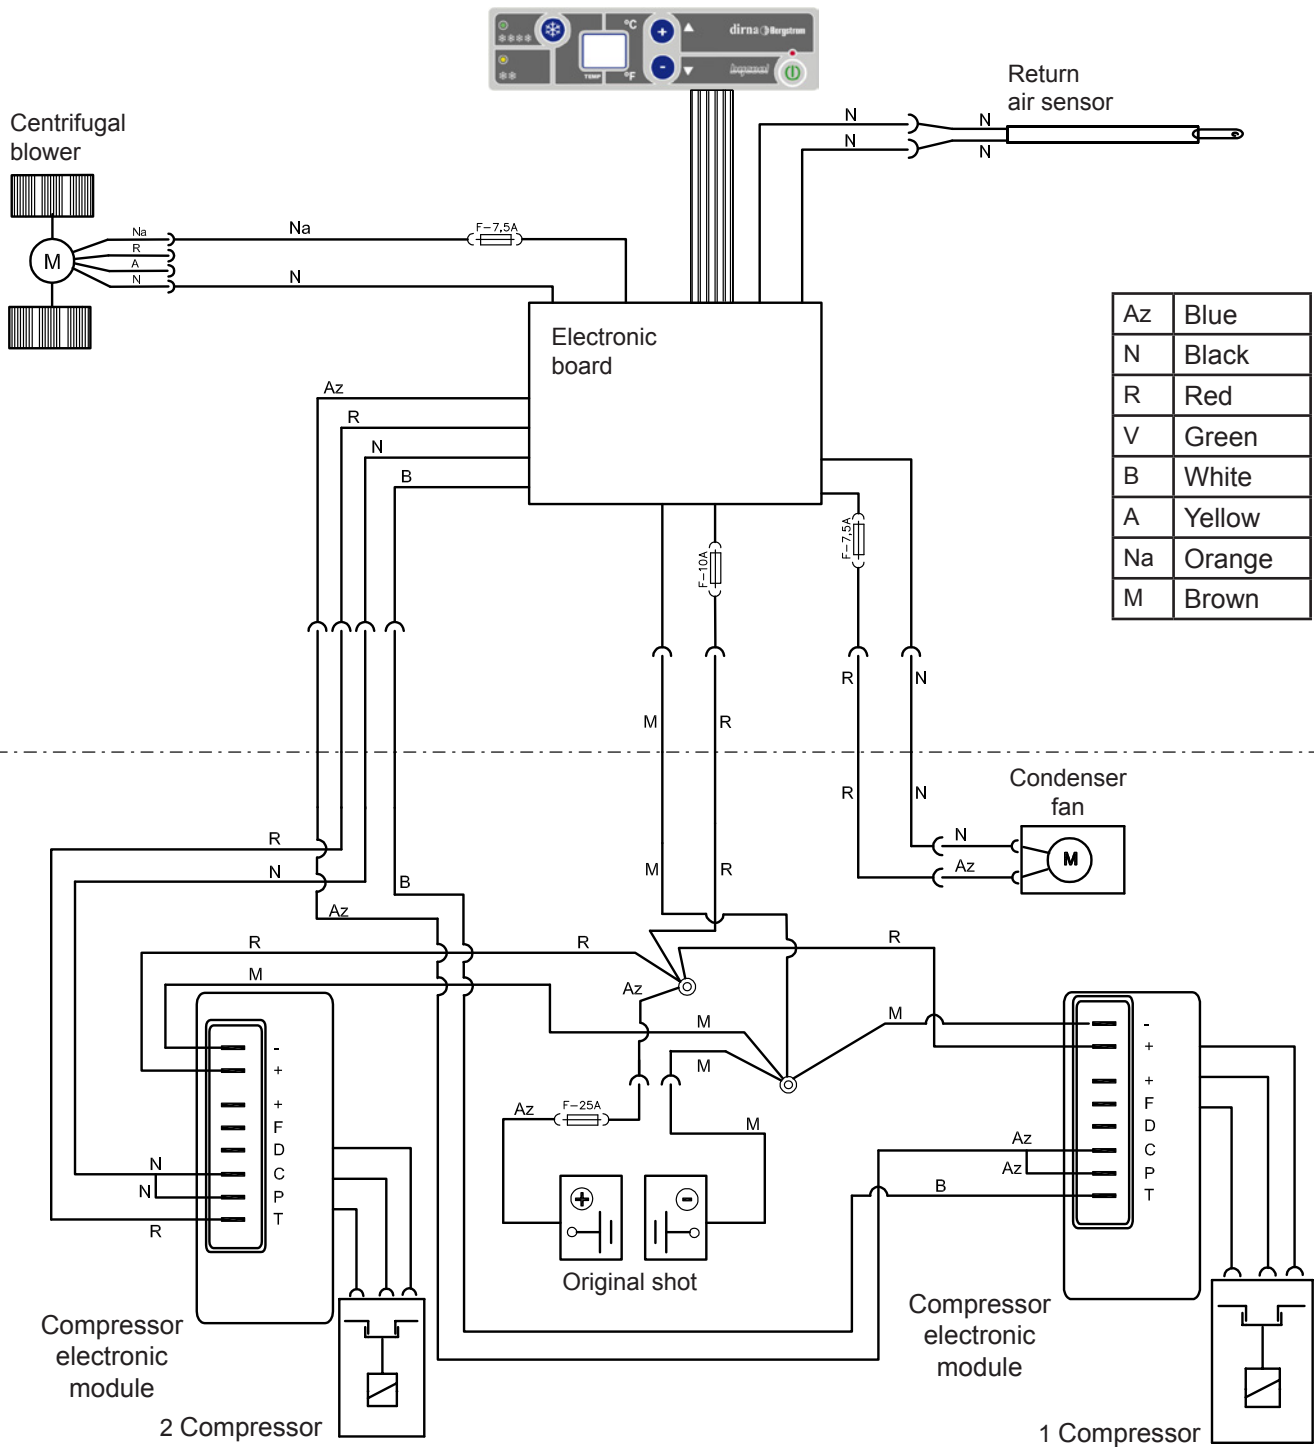 °C
dirna Bergstrom
TEMP
°F
Return
air sensor
N
N
N
N
Centrifugal
blower
M
Na
R
A
N
Na
N
F-7,5A
Electronic
board
Az Blue
N Black
R Red
V Green
B White
A Yellow
Na Orange
M Brown
Az
R
N
B
F-10A
F-7,5A
R
N
M
R
R
N
Condenser
fan
N
Az
M
R
N
B
Az
M
R
R
M
R
R
Az
M
M
M
-
+
+
F
D
C
P
T
N
N
R
Az
F-25A
M
+
-
Original shot
-
+
+
F
D
C
P
T
Az
Az
B
Compressor
electronic
module
2 Compressor
Compressor
electronic
module
1 Compressor